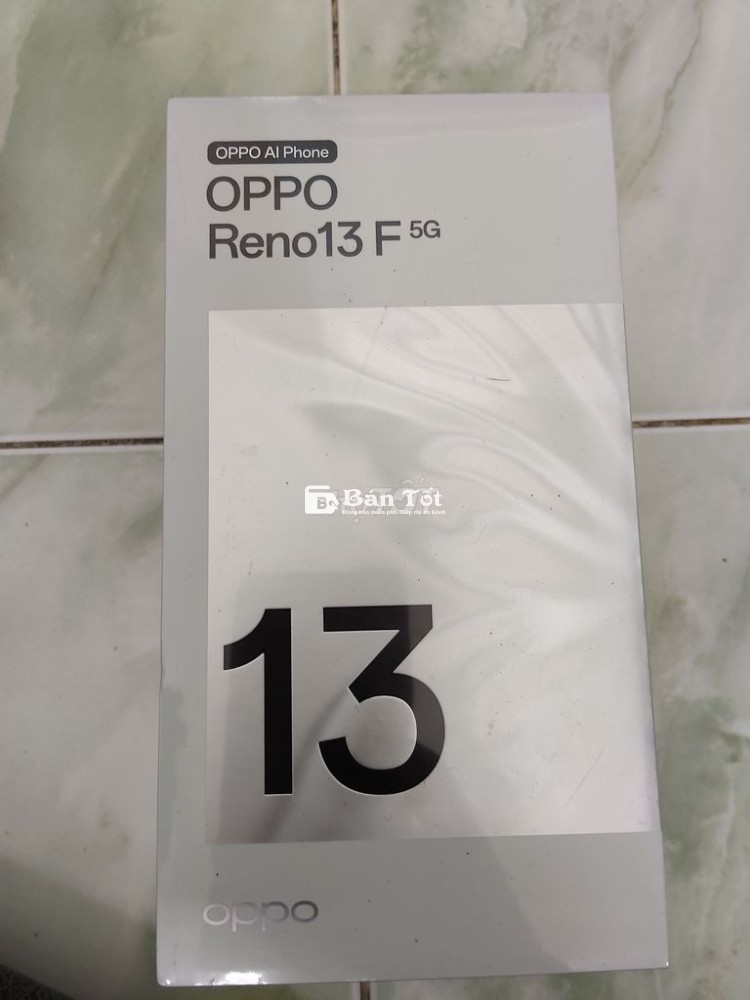 OPPO AI Phone
OPPO
Reno13 F 5G
Bán Tốt
13
oppo